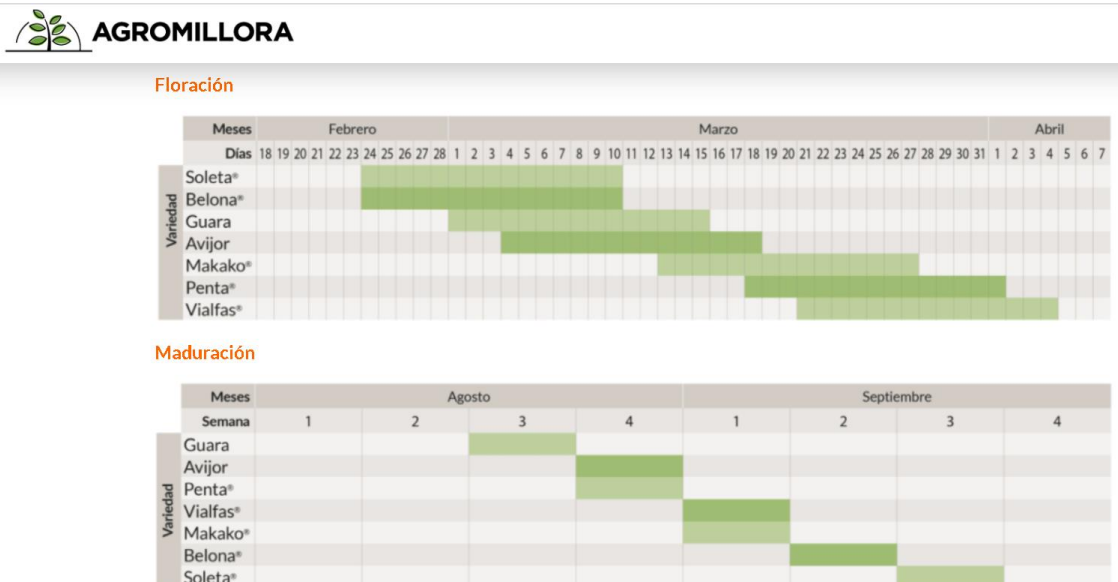 AGROMILLORA
Floración
Meses Febrero Marzo Abril
Días 18 19 20 21 22 23 24 25 26 27 28 1 2 3 4 5 6 7 8 9 10 11 12 13 14 15 16 17 18 19 20 21 22 23 24 25 26 27 28 29 30 31 1 2 3 4 5 6 7
Variedad
Soleta®
Belona®
Guara
Avijor
Makako®
Penta®
Vialfas®
Maduración
Meses Agosto Septiembre
Semana 1 2 3 4 1 2 3 4
Variedad
Guara
Avijor
Penta®
Vialfas®
Makako®
Belona®
Soleta®